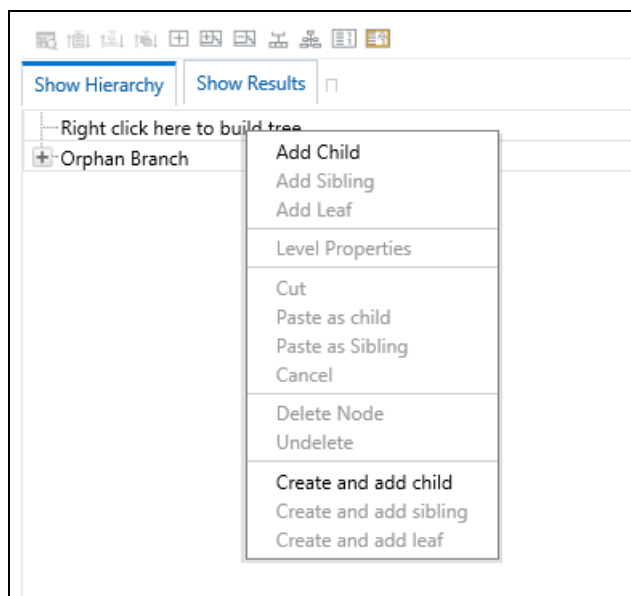 Show Hierarchy
Show Results
Right click here to build tree
Orphan Branch
Add Child
Add Sibling
Add Leaf
Level Properties
Cut
Paste as child
Paste as Sibling
Cancel
Delete Node
Undelete
Create and add child
Create and add sibling
Create and add leaf